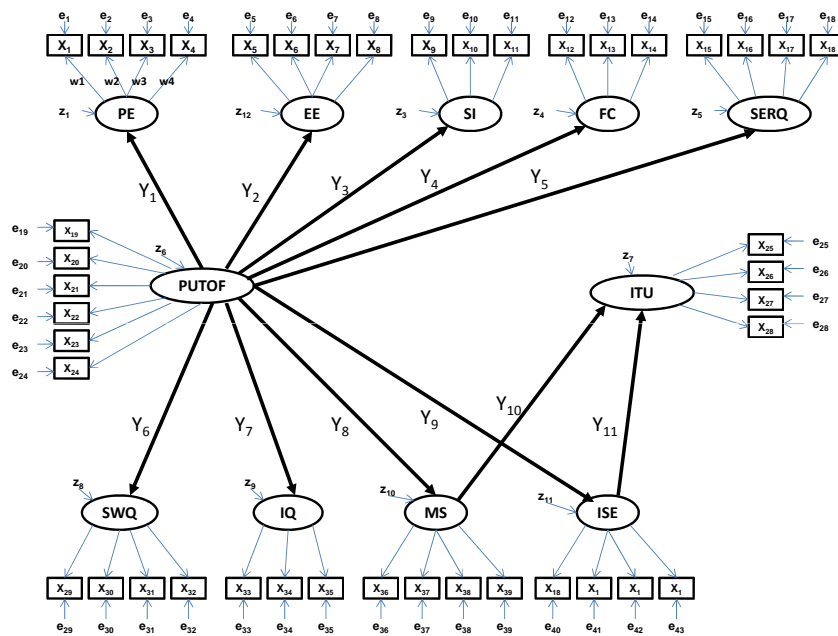 e1 e2 e3 e4 e5 e6 e7 e8 e9 e10 e11 e12 e13 e14 e15 e16 e17 e18
X1 X2 X3 X4 X5 X6 X7 X8 X9 X10 X11 X12 X13 X14 X15 X16 X17 X18
w1 w2 w3 w4
z1 PE z12 EE z3 SI z4 FC z5 SERQ
Y1 Y2 Y3 Y4 Y5
e19 X19 z6
e20 X20
e21 X21 PUTOF
e22 X22
e23 X23
e24 X24
z7 ITU
X25 e25
X26 e26
X27 e27
X28 e28
Y6 Y7 Y8 Y9 Y10 Y11
z8 SWQ z9 IQ z10 MS z11 ISE
X29 X30 X31 X32 X33 X34 X35 X36 X37 X38 X39 X18 X1 X1 X1
e29 e30 e31 e32 e33 e34 e35 e36 e37 e38 e39 e40 e41 e42 e43